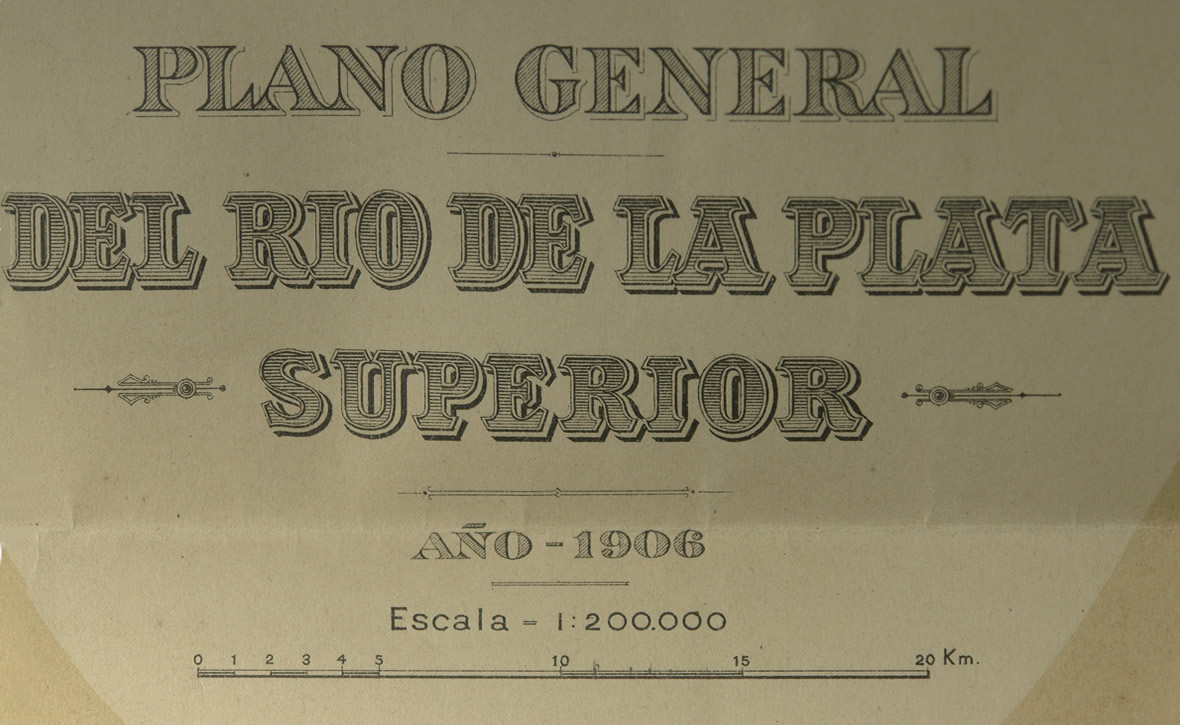 PLANO GENERAL
DEL RIO DE LA PLATA
SUPERIOR
AÑO - 1906
Escala = 1:200.000
0 1 2 3 4 5 10 15 20 Km.